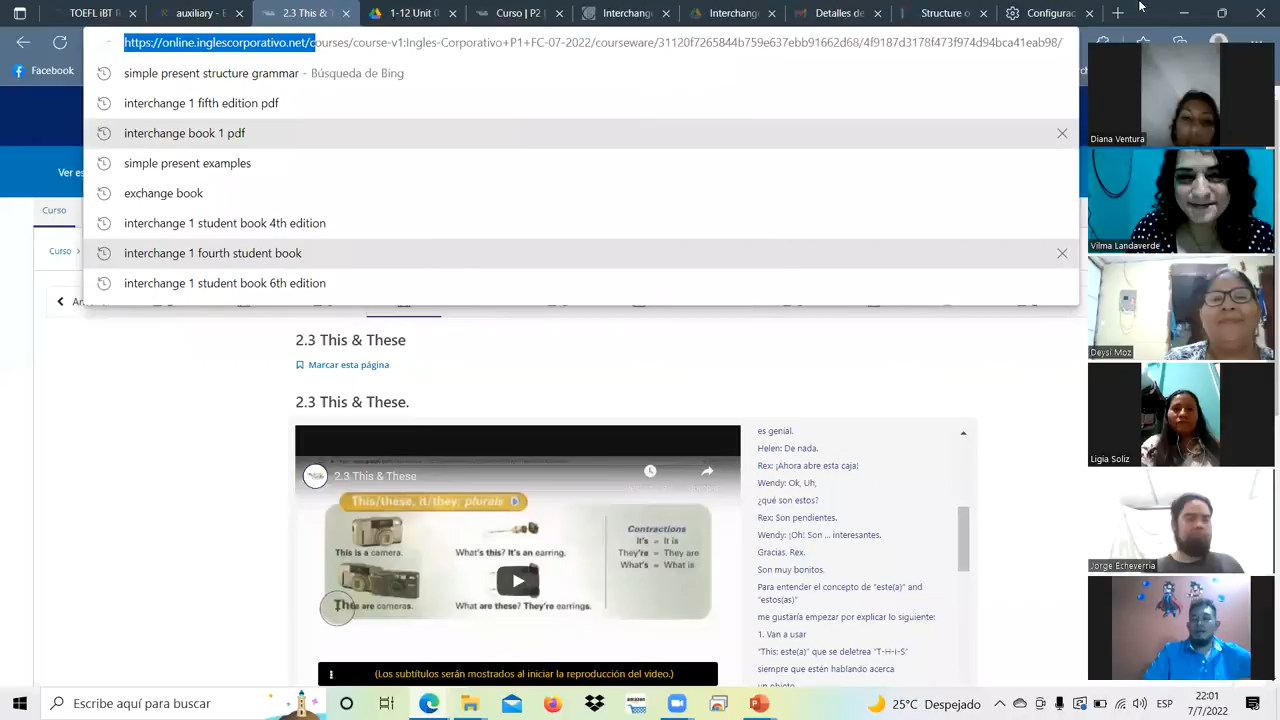 TOEFL iBT R
1-12 Unit
Curso | P2
Interchang
Interchang
Detalles de
Structure o
Configurac
https://online.inglescorporativo.net/courses/course-v1:Ingles-Corporativo+P1+FC-07-2022/courseware/31120f7265844b759e637ebb91662d68/4f9187d3178f473f974d94bca41eab98/
Facebook
simple present structure grammar - Búsqueda de Bing
interchange 1 fifth edition pdf
interchange book 1 pdf
simple present examples
exchange book
interchange 1 student book 4th edition
interchange 1 fourth student book
interchange 1 student book 6th edition
Ver es
Curso
Curso
2.3 This & These
Marcar esta página
2.3 This & These.
2.3 This & These
This/these, it/they; plurals
This is a camera.
What's this? It's an earring.
These are cameras.
What are these? They're earrings.
Contractions
It's = It is
They're = They are
What's = What is
(Los subtítulos serán mostrados al iniciar la reproducción del video.)
es genial.
Helen: De nada.
Rex: ¡Ahora abre esta caja!
Wendy: Ok, Uh,
¿qué son estos?
Rex: Son pendientes.
Wendy: ¡Oh! Son ... interesantes.
Gracias. Rex.
Son muy bonitos.
Para entender el concepto de "este(a)" and
"estos(as)"
me gustaría empezar por explicar lo siguiente:
1. Van a usar
"This: este(a)" que se deletrea "T-H-I-S"
siempre que estén hablando acerca
un objeto
Diana Ventura
Vilma Landaverde
Deysi Moz
Ligia Soliz
Jorge Echeverria
Escribe aquí para buscar
amazon
25°C Despejado
ESP
22:01
7/7/2022